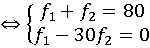 ⇔ { f₁ + f₂ = 80
f₁ − 30f₂ = 0